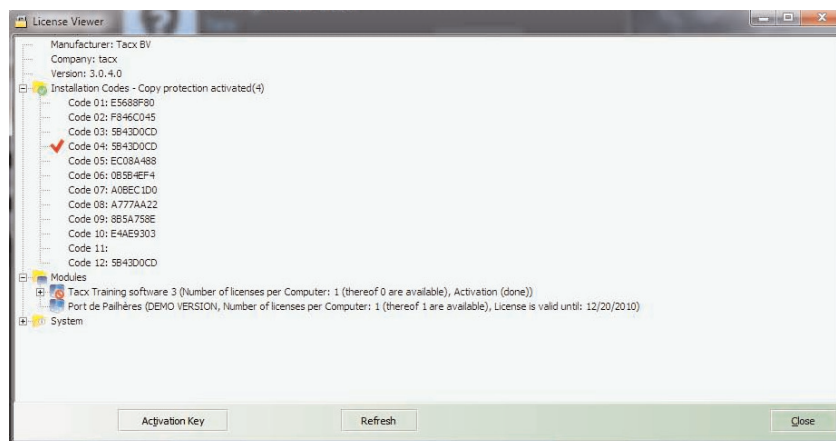 License Viewer
Manufacturer: Tacx BV
Company: tacx
Version: 3.0.4.0
Installation Codes - Copy protection activated(4)
Code 01: E5688F80
Code 02: F846C045
Code 03: 5B43D0CD
Code 04: 5B43D0CD
Code 05: EC08A488
Code 06: 0B5B4EF4
Code 07: A0BEC1D0
Code 08: A777AA22
Code 09: 8B5A758E
Code 10: E4AE9303
Code 11:
Code 12: 5B43D0CD
Modules
Tacx Training software 3 (Number of licenses per Computer: 1 (thereof 0 are available), Activation (done))
Port de Pailhères (DEMO VERSION, Number of licenses per Computer: 1 (thereof 1 are available), License is valid until: 12/20/2010)
System
Activation Key
Refresh
Close